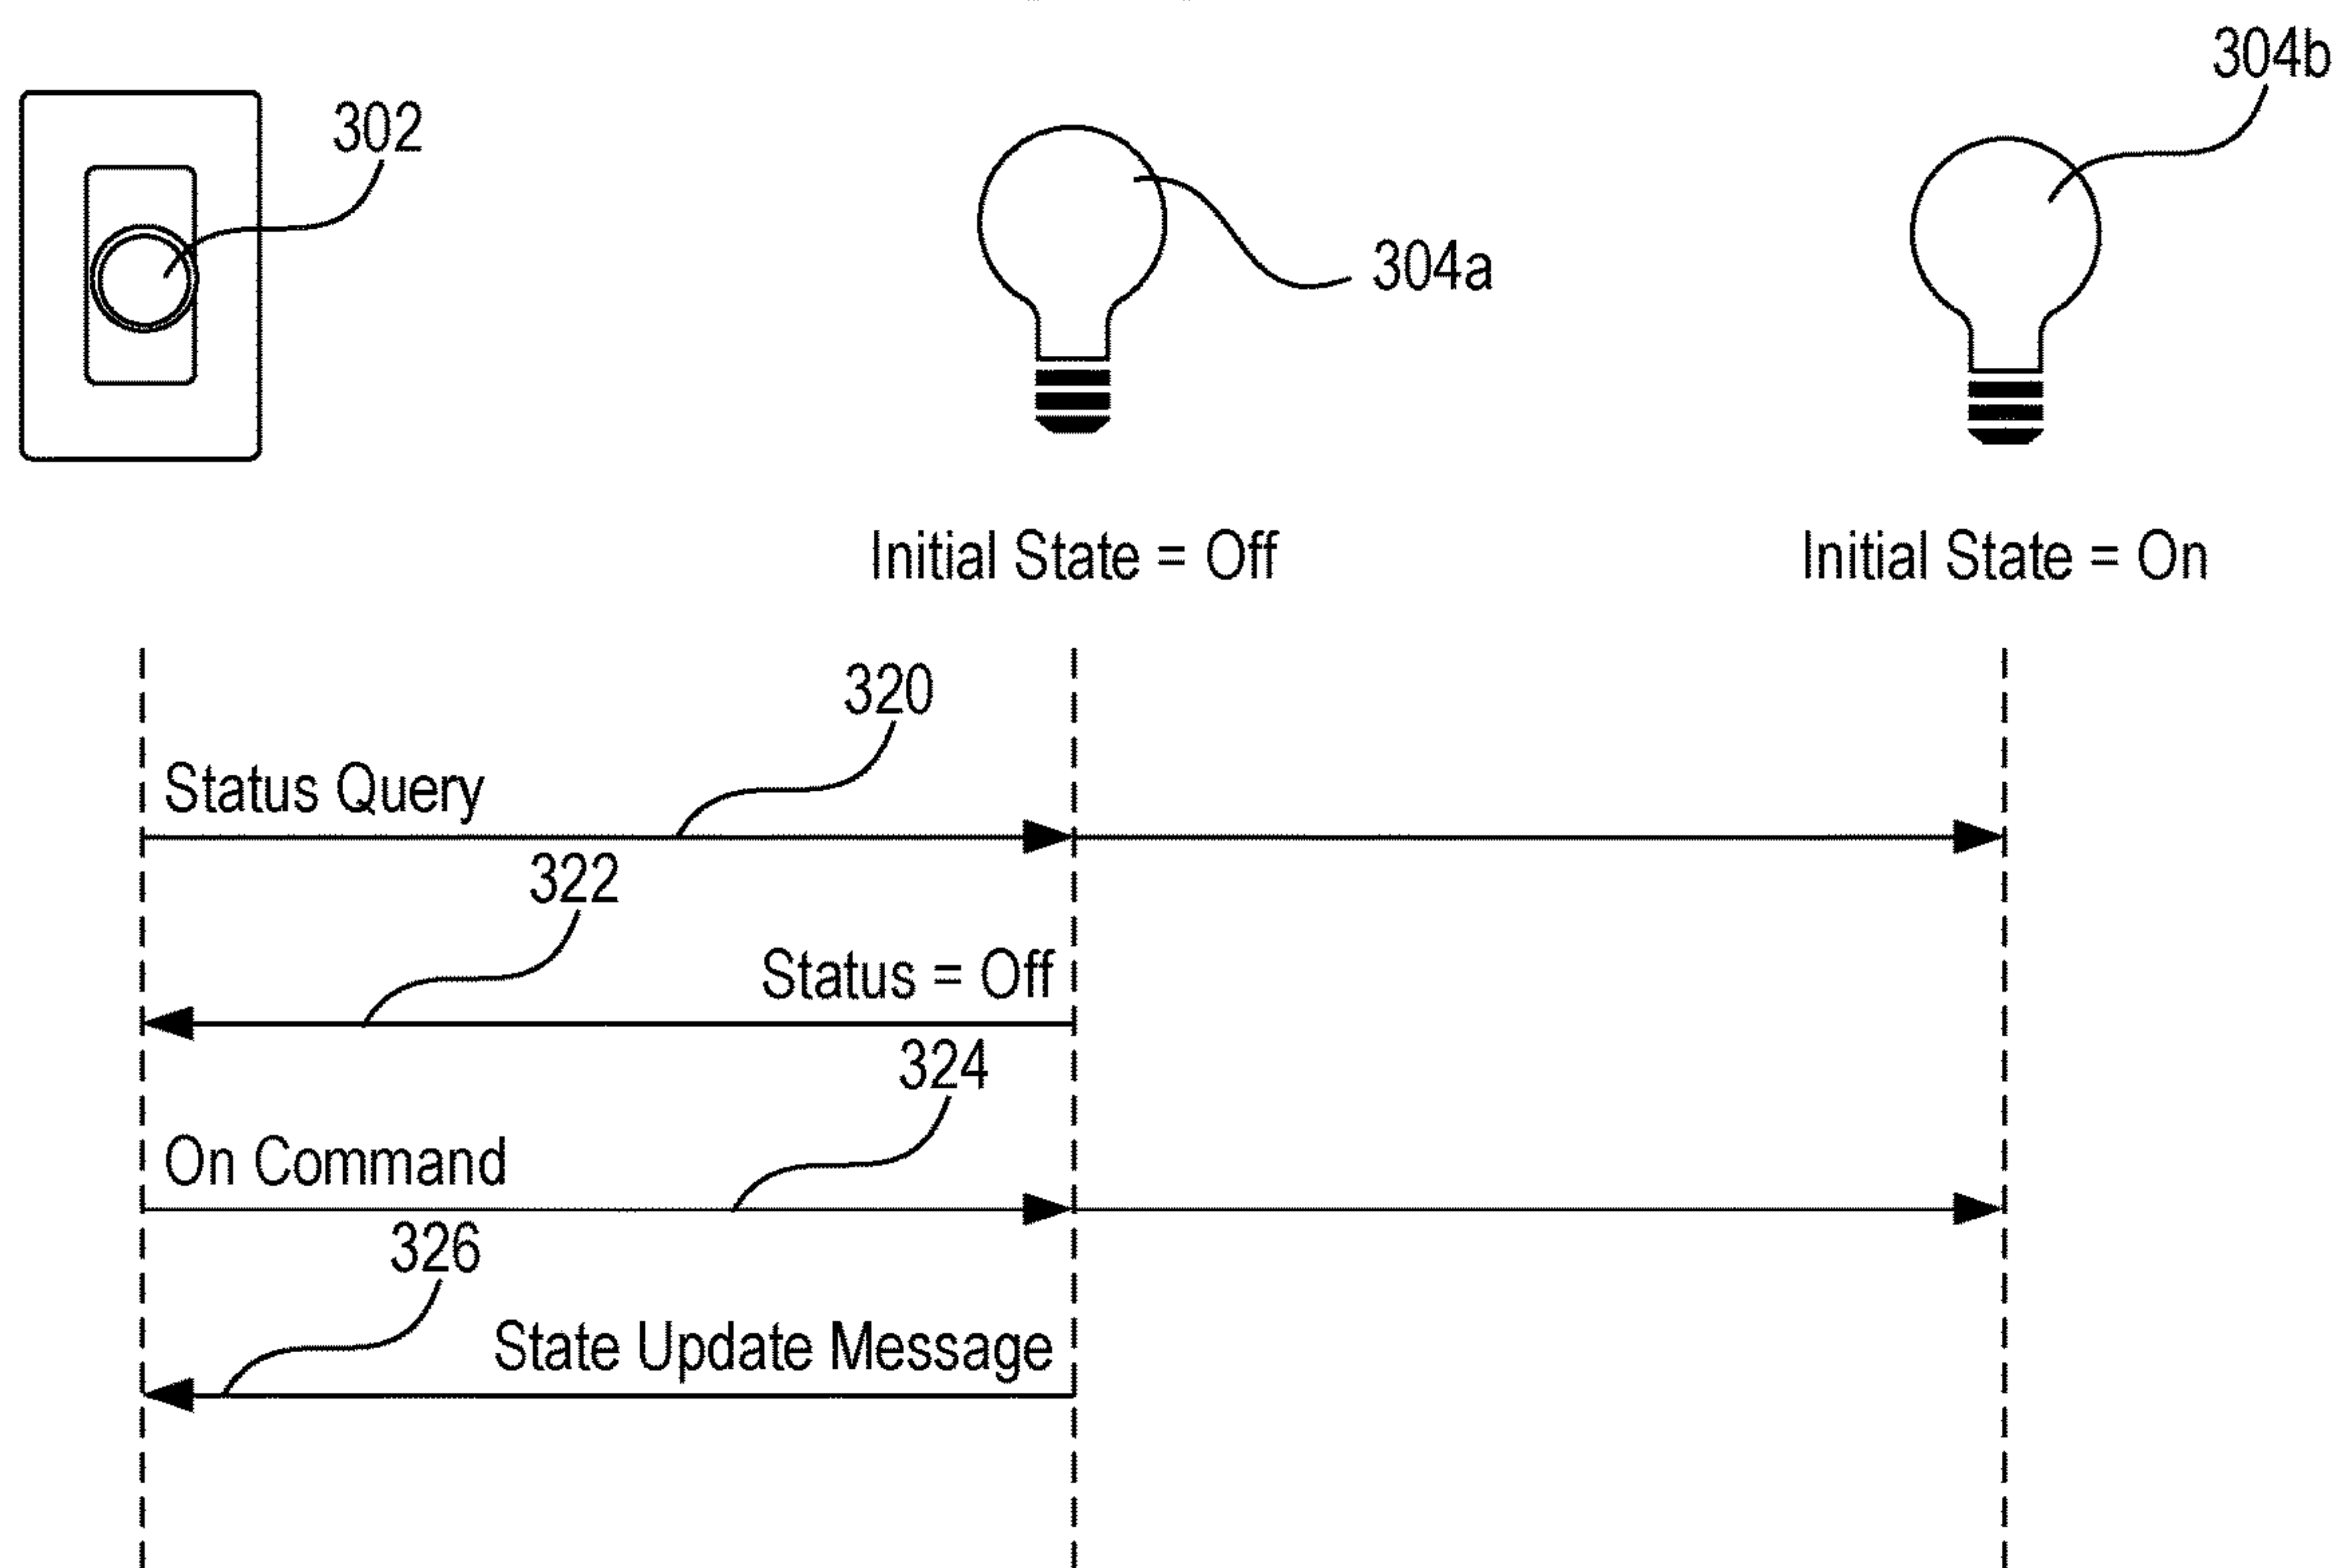 304b
302
304a
Initial State = Off
Initial State = On
320
Status Query
322
Status = Off
324
On Command
326
State Update Message